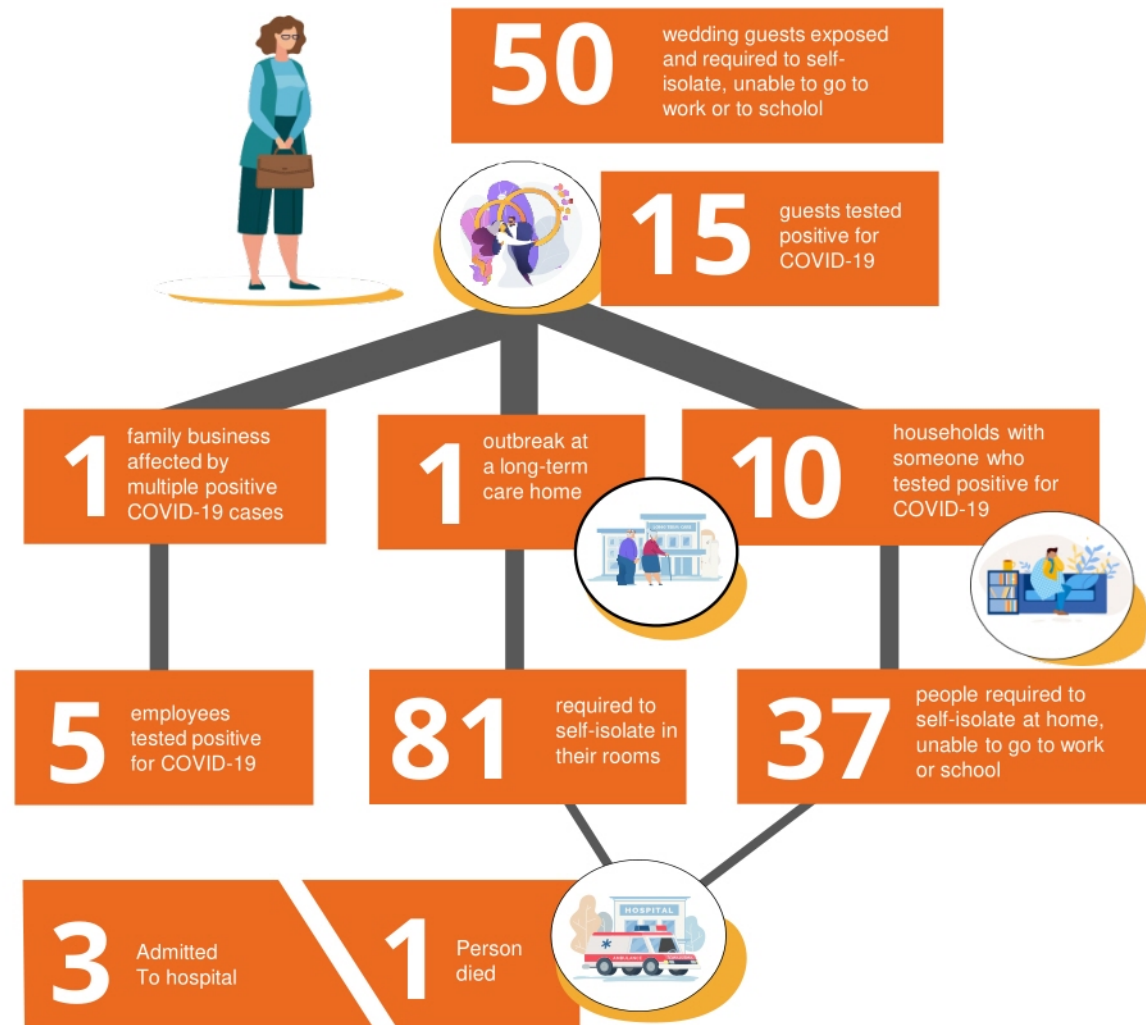 50
wedding guests exposed
and required to self-
isolate, unable to go to
work or to scholol
15
guests tested
positive for
COVID-19
1
family business
affected by
multiple positive
COVID-19 cases
1
outbreak at
a long-term
care home
10
households with
someone who
tested positive for
COVID-19
5
employees
tested positive
for COVID-19
81
required to
self-isolate in
their rooms
37
people required to
self-isolate at home,
unable to go to work
or school
3
Admitted
To hospital
1
Person
died
HOSPITAL
AMBULANCE